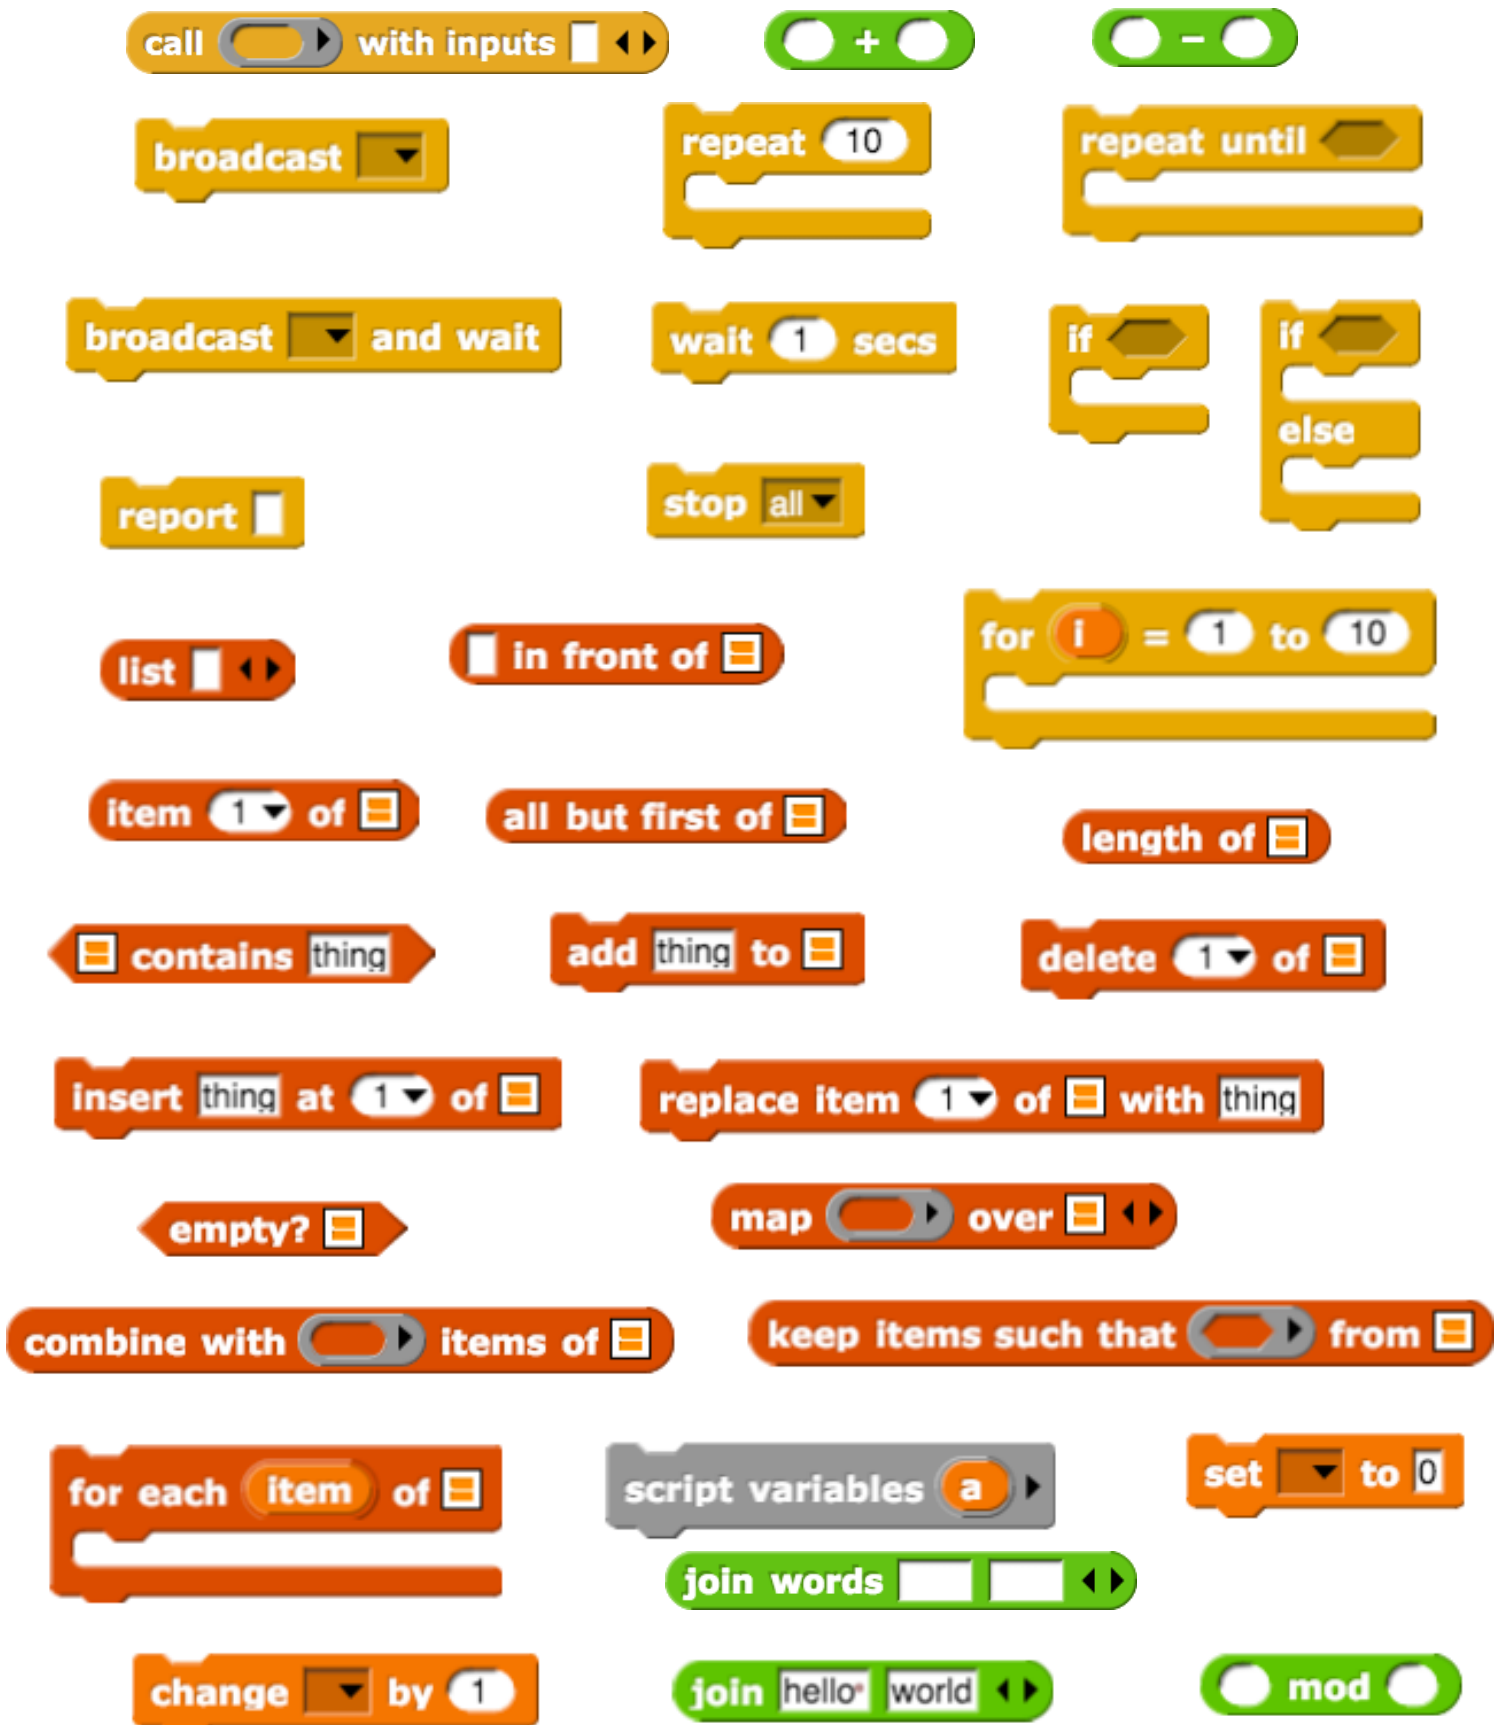 call with inputs
+
−
broadcast
repeat 10
repeat until
broadcast and wait
wait 1 secs
if
if
else
report
stop all
for i = 1 to 10
list
in front of
item 1 of
all but first of
length of
contains thing
add thing to
delete 1 of
insert thing at 1 of
replace item 1 of with thing
empty?
map over
combine with items of
keep items such that from
for each item of
script variables a
set to 0
join words
change by 1
join hello world
mod